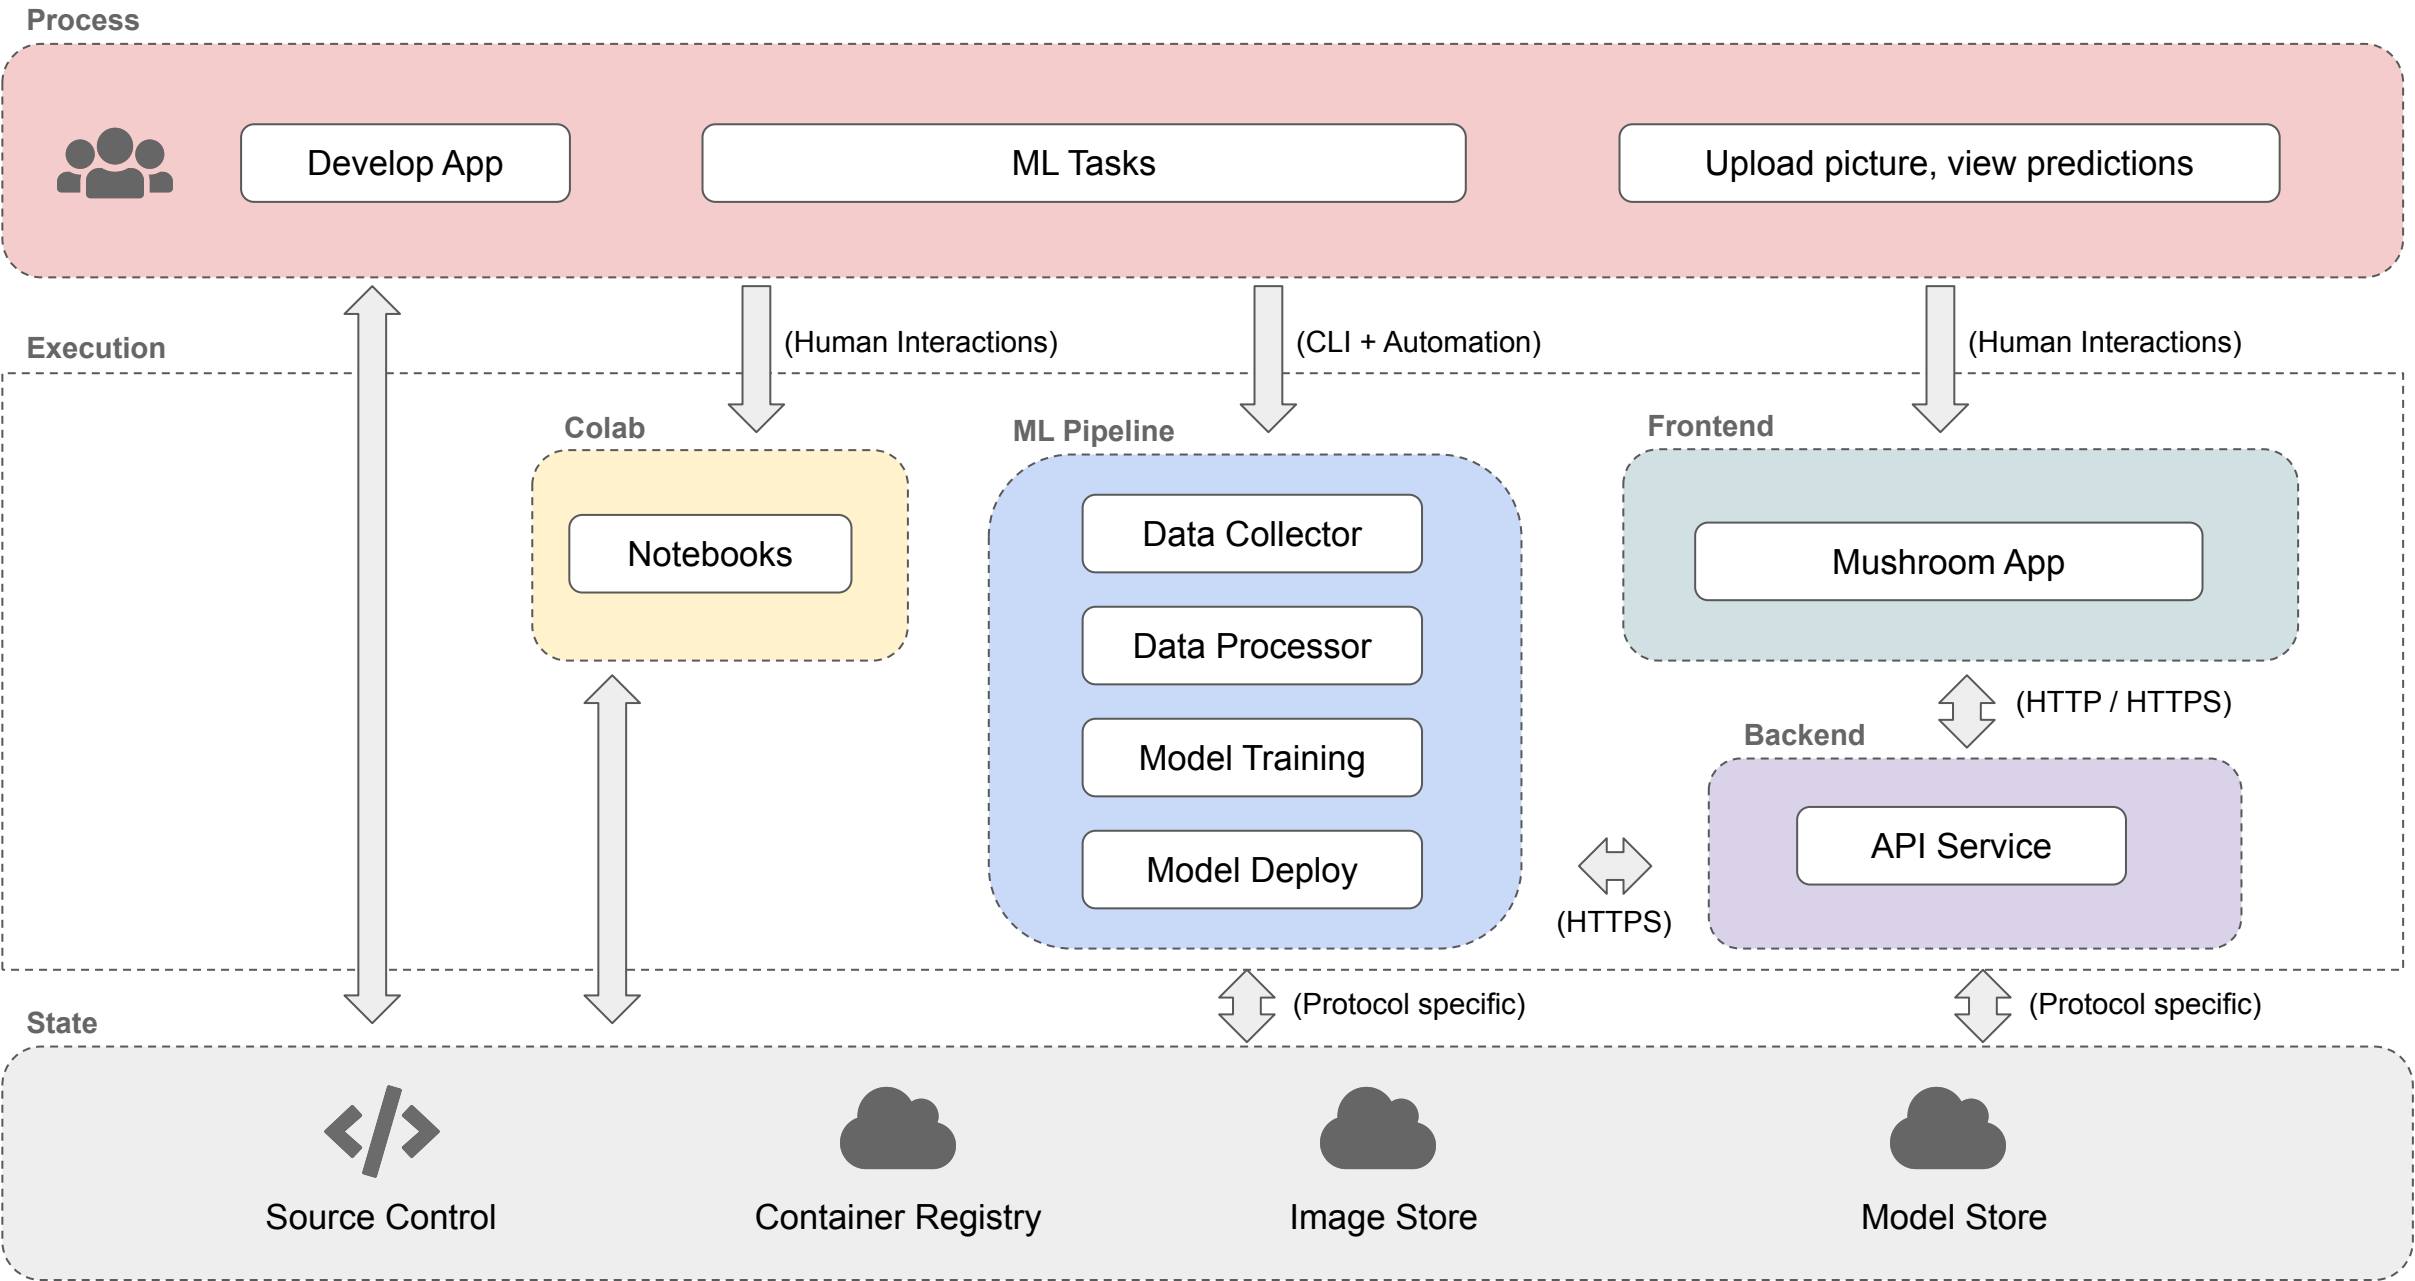 Process
Develop App
ML Tasks
Upload picture, view predictions
Execution
(Human Interactions)
(CLI + Automation)
(Human Interactions)
Colab
Notebooks
ML Pipeline
Data Collector
Data Processor
Model Training
Model Deploy
Frontend
Mushroom App
(HTTP / HTTPS)
Backend
API Service
(HTTPS)
(Protocol specific)
(Protocol specific)
State
Source Control
Container Registry
Image Store
Model Store